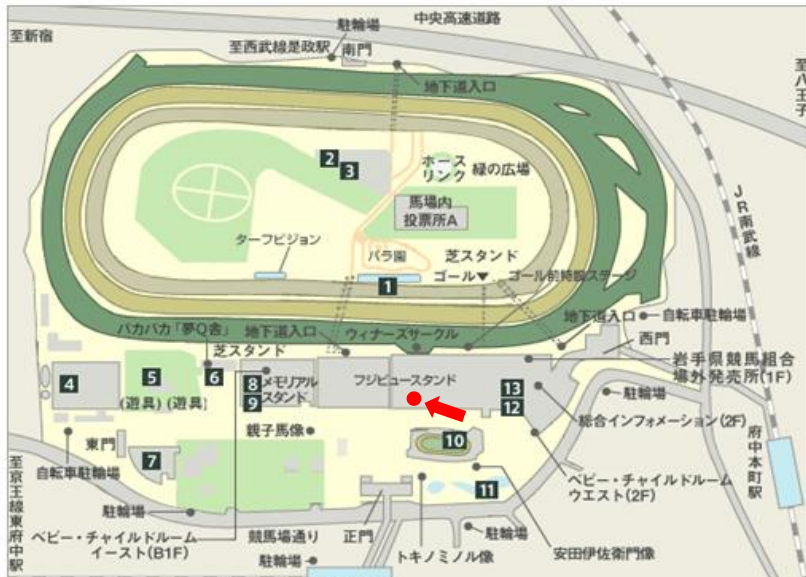 中央高速道路
駐輪場
至新宿
至西武線是政駅
南門
至八王子
地下道入口
2
3
ホース
リンク
緑の広場
馬場内
投票所A
JR南武線
ターフビジョン
バラ園
芝スタンド
1
ゴール▼
ゴール前特設ステージ
バカバカ「夢Q舎」
地下道入口
ウィナーズサークル
地下道入口
自転車駐輪場
芝スタンド
西門
岩手県競馬組合
場外発売所(1F)
4
5
6
8
メモリアル
9
スタンド
フジビュースタンド
13
12
駐輪場
(遊具)
(遊具)
総合インフォメーション(2F)
東門
親子馬像
10
7
自転車駐輪場
ベビー・チャイルドルーム
ウエスト(2F)
府中本町駅
至京王線東府中駅
11
駐輪場
ベビー・チャイルドルーム
イースト(B1F)
競馬場通り
正門
トキノミノル像
駐輪場
安田伊佐衛門像
駐輪場